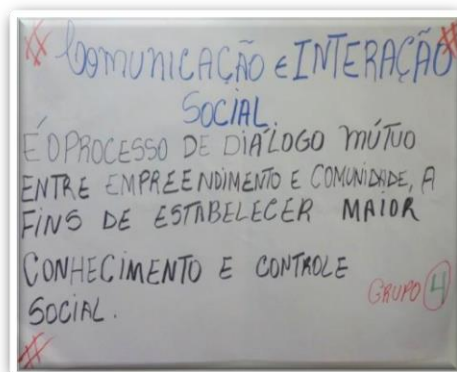 COMUNICAÇÃO E INTERAÇÃO
SOCIAL.
É O PROCESSO DE DIÁLOGO MÚTUO
ENTRE EMPREENDIMENTO E COMUNIDADE, A
FINS DE ESTABELECER MAIOR
CONHECIMENTO E CONTROLE
SOCIAL.
GRUPO 4